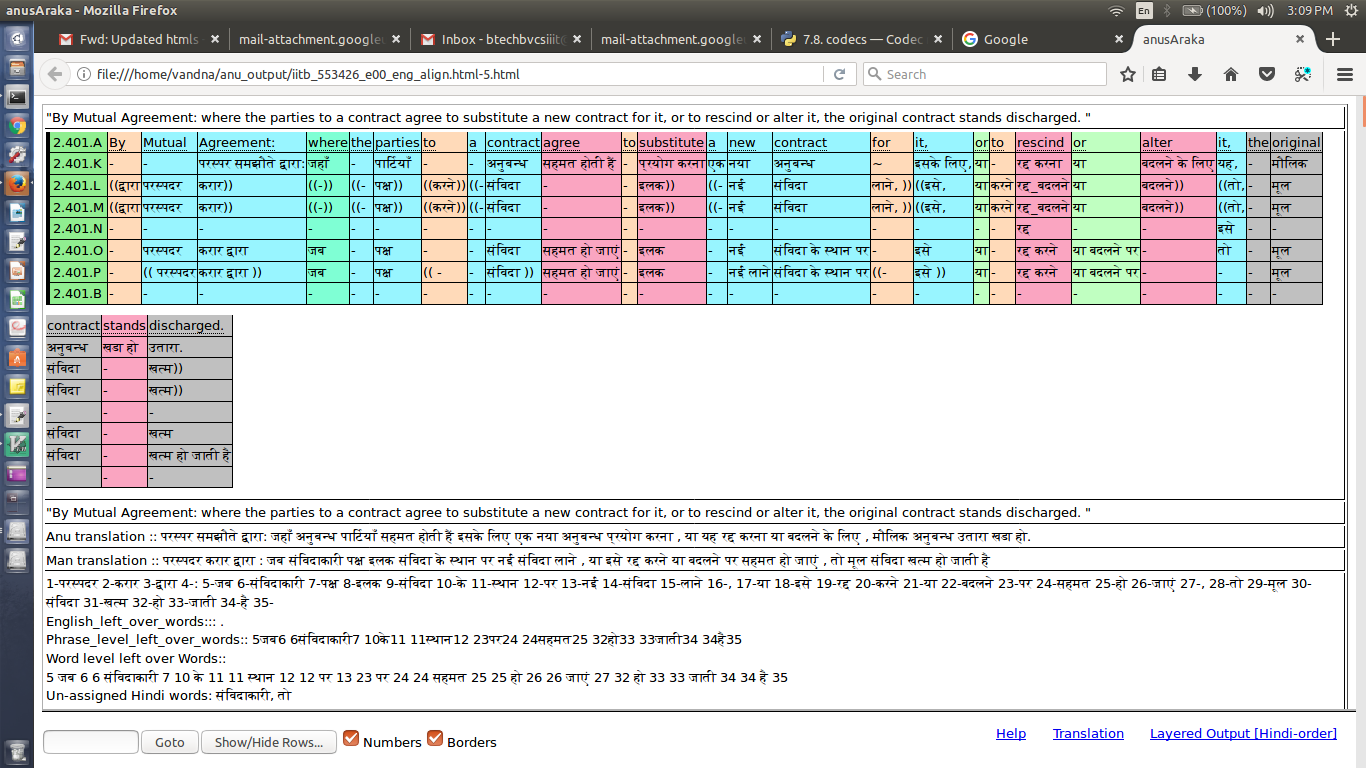 anusAraka - Mozilla Firefox En (100%) 3:09 PM
Fwd: Updated htmls - mail-attachment.google Inbox - btechbvcsiiit@ mail-attachment.google 7.8. codecs — Codec Google anusAraka
file:///home/vandna/anu_output/iitb_553426_e00_eng_align.html-5.html Search
"By Mutual Agreement: where the parties to a contract agree to substitute a new contract for it, or to rescind or alter it, the original contract stands discharged. "
2.401.A By Mutual Agreement: where the parties to a contract agree to substitute a new contract for it, or to rescind or alter it, the original
2.401.K - - परस्पर समझौते द्वारा: जहाँ - पार्टियाँ - - अनुबन्ध सहमत होती हैं - प्रयोग करना एक नया अनुबन्ध ~ इसके लिए, या - रद्द करना या बदलने के लिए यह, - मौलिक
2.401.L ((द्वारा परस्पदर करार)) ((-)) ((- पक्ष)) ((करने)) ((- संविदा - - इलक)) ((- नई संविदा लाने, )) ((इसे, या करने रद्द_बदलने या बदलने)) ((तो, - मूल
2.401.M ((द्वारा परस्पदर करार)) ((-)) ((- पक्ष)) ((करने)) ((- संविदा - - इलक)) ((- नई संविदा लाने, )) ((इसे, या करने रद्द_बदलने या बदलने)) ((तो, - मूल
2.401.N - - - - - - - - - - - - - - - - - - - रद्द - - इसे - -
2.401.O - परस्पदर करार द्वारा जब - पक्ष - - संविदा सहमत हो जाएं - इलक - नई संविदा के स्थान पर - इसे या - रद्द करने या बदलने पर - तो - मूल
2.401.P - (( परस्पदर करार द्वारा )) जब - पक्ष (( - - संविदा )) सहमत हो जाएं - इलक - नई लाने संविदा के स्थान पर ((- इसे )) या - रद्द करने या बदलने पर - - - मूल
2.401.B - - - - - - - - - - - - - - - - - - - - - - - - -
contract stands discharged.
अनुबन्ध खडा हो उतारा.
संविदा - खत्म))
संविदा - खत्म))
- - -
संविदा - खत्म
संविदा - खत्म हो जाती है
- - -
"By Mutual Agreement: where the parties to a contract agree to substitute a new contract for it, or to rescind or alter it, the original contract stands discharged. "
Anu translation :: परस्पर समझौते द्वारा: जहाँ अनुबन्ध पार्टियाँ सहमत होती हैं इसके लिए एक नया अनुबन्ध प्रयोग करना , या यह रद्द करना या बदलने के लिए , मौलिक अनुबन्ध उतारा खडा हो.
Man translation :: परस्पदर करार द्वारा : जब संविदाकारी पक्ष इलक संविदा के स्थान पर नई संविदा लाने , या इसे रद्द करने या बदलने पर सहमत हो जाएं , तो मूल संविदा खत्म हो जाती है
1-परस्पदर 2-करार 3-द्वारा 4-: 5-जब 6-संविदाकारी 7-पक्ष 8-इलक 9-संविदा 10-के 11-स्थान 12-पर 13-नई 14-संविदा 15-लाने 16-, 17-या 18-इसे 19-रद्द 20-करने 21-या 22-बदलने 23-पर 24-सहमत 25-हो 26-जाएं 27-, 28-तो 29-मूल 30-
संविदा 31-खत्म 32-हो 33-जाती 34-है 35-
English_left_over_words::: .
Phrase_level_left_over_words:: 5जब6 6संविदाकारी7 10के11 11स्थान12 23पर24 24सहमत25 32हो33 33जाती34 34है35
Word level left over Words::
5 जब 6 6 संविदाकारी 7 10 के 11 11 स्थान 12 12 पर 13 23 पर 24 24 सहमत 25 25 हो 26 26 जाएं 27 32 हो 33 33 जाती 34 34 है 35
Un-assigned Hindi words: संविदाकारी, तो
Goto Show/Hide Rows... Numbers Borders Help Translation Layered Output [Hindi-order]